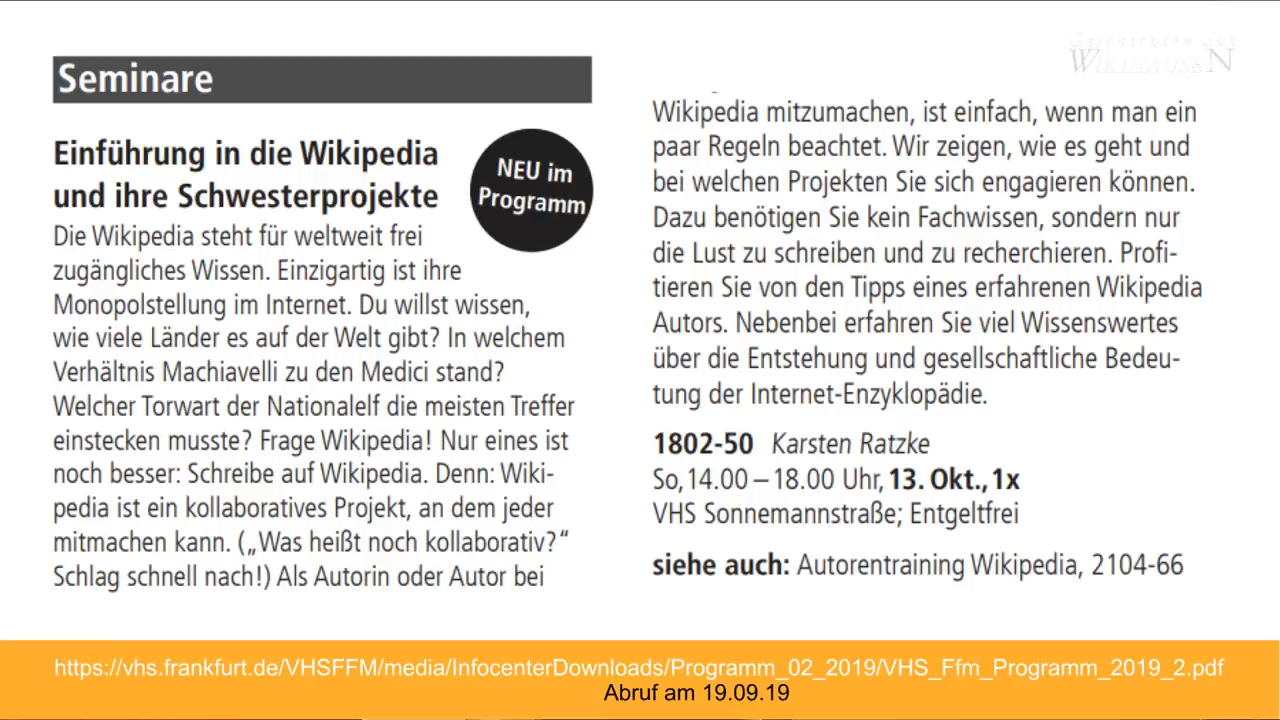 Geschichten aus
WIKIHAUSEN
Seminare
Einführung in die Wikipedia
und ihre Schwesterprojekte
NEU im
Programm
Die Wikipedia steht für weltweit frei
zugängliches Wissen. Einzigartig ist ihre
Monopolstellung im Internet. Du willst wissen,
wie viele Länder es auf der Welt gibt? In welchem
Verhältnis Machiavelli zu den Medici stand?
Welcher Torwart der Nationalelf die meisten Treffer
einstecken musste? Frage Wikipedia! Nur eines ist
noch besser: Schreibe auf Wikipedia. Denn: Wiki-
pedia ist ein kollaboratives Projekt, an dem jeder
mitmachen kann. („Was heißt noch kollaborativ?“
Schlag schnell nach!) Als Autorin oder Autor bei
Wikipedia mitzumachen, ist einfach, wenn man ein
paar Regeln beachtet. Wir zeigen, wie es geht und
bei welchen Projekten Sie sich engagieren können.
Dazu benötigen Sie kein Fachwissen, sondern nur
die Lust zu schreiben und zu recherchieren. Profi-
tieren Sie von den Tipps eines erfahrenen Wikipedia
Autors. Nebenbei erfahren Sie viel Wissenswertes
über die Entstehung und gesellschaftliche Bedeu-
tung der Internet-Enzyklopädie.
1802-50 Karsten Ratzke
So, 14.00 – 18.00 Uhr, 13. Okt., 1x
VHS Sonnemannstraße; Entgeltfrei
siehe auch: Autorentraining Wikipedia, 2104-66
https://vhs.frankfurt.de/VHSFFM/media/InfocenterDownloads/Programm_02_2019/VHS_Ffm_Programm_2019_2.pdf
Abruf am 19.09.19